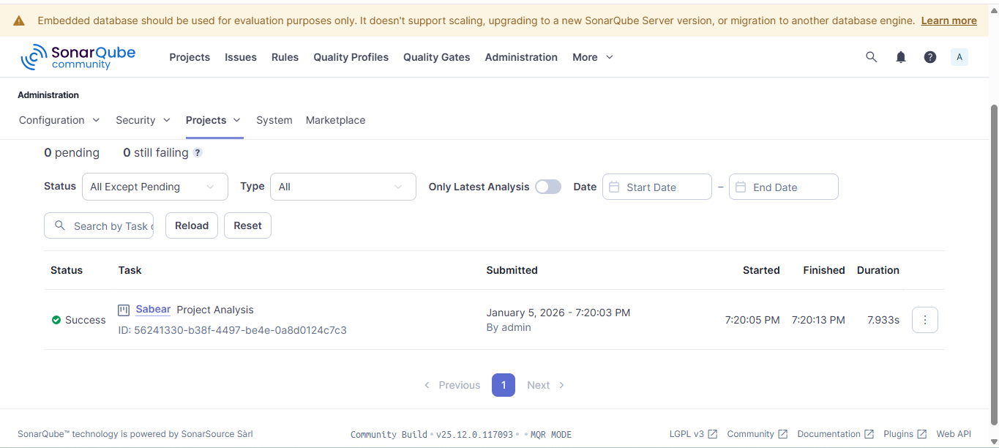 Embedded database should be used for evaluation purposes only. It doesn't support scaling, upgrading to a new SonarQube Server version, or migration to another database engine. Learn more
SonarQube community Projects Issues Rules Quality Profiles Quality Gates Administration More ? A
Administration
Configuration Security Projects System Marketplace
0 pending 0 still failing ?
Status All Except Pending Type All Only Latest Analysis Date Start Date – End Date
Search by Task Reload Reset
Status Task Submitted Started Finished Duration
Success Sabear Project Analysis January 5, 2026 - 7:20:03 PM 7:20:05 PM 7:20:13 PM 7.933s
ID: 56241330-b38f-4497-be4e-0a8d0124c7c3 By admin
Previous 1 Next
SonarQube™ technology is powered by SonarSource Sàrl Community Build • v25.12.0.117093 • • MQR MODE LGPL v3 Community Documentation Plugins Web API